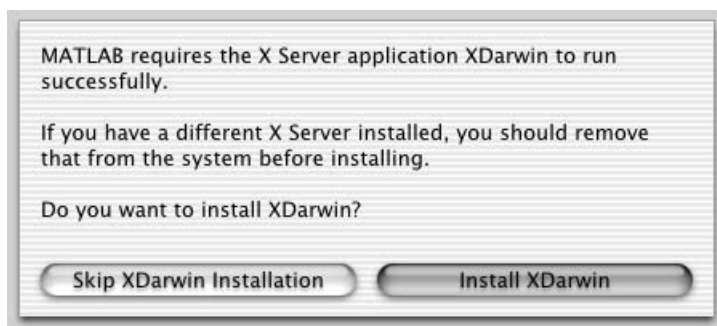 MATLAB requires the X Server application XDarwin to run
successfully.
If you have a different X Server installed, you should remove
that from the system before installing.
Do you want to install XDarwin?
Skip XDarwin Installation
Install XDarwin